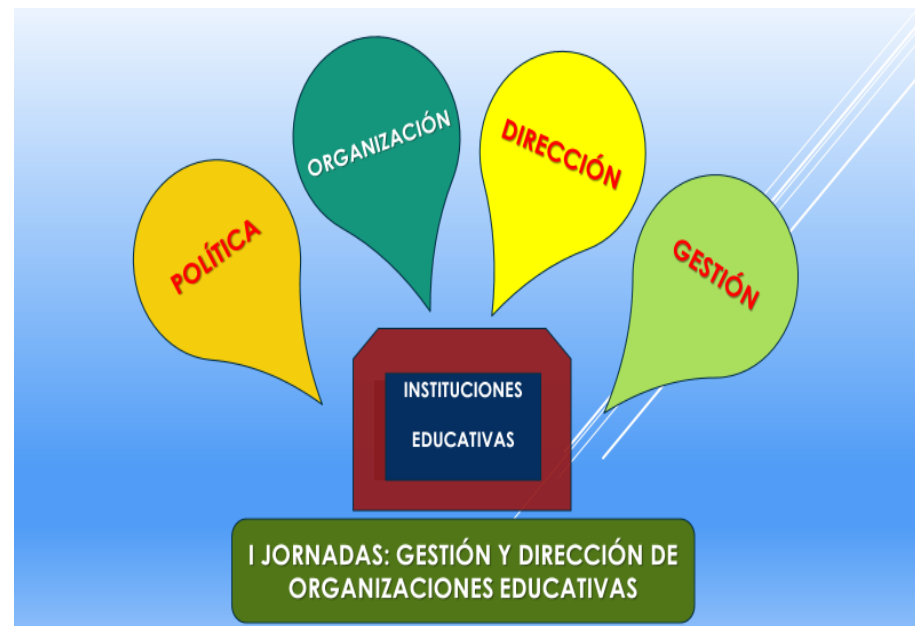 POLÍTICA
ORGANIZACIÓN
DIRECCIÓN
GESTIÓN
INSTITUCIONES
EDUCATIVAS
I JORNADAS: GESTIÓN Y DIRECCIÓN DE
ORGANIZACIONES EDUCATIVAS